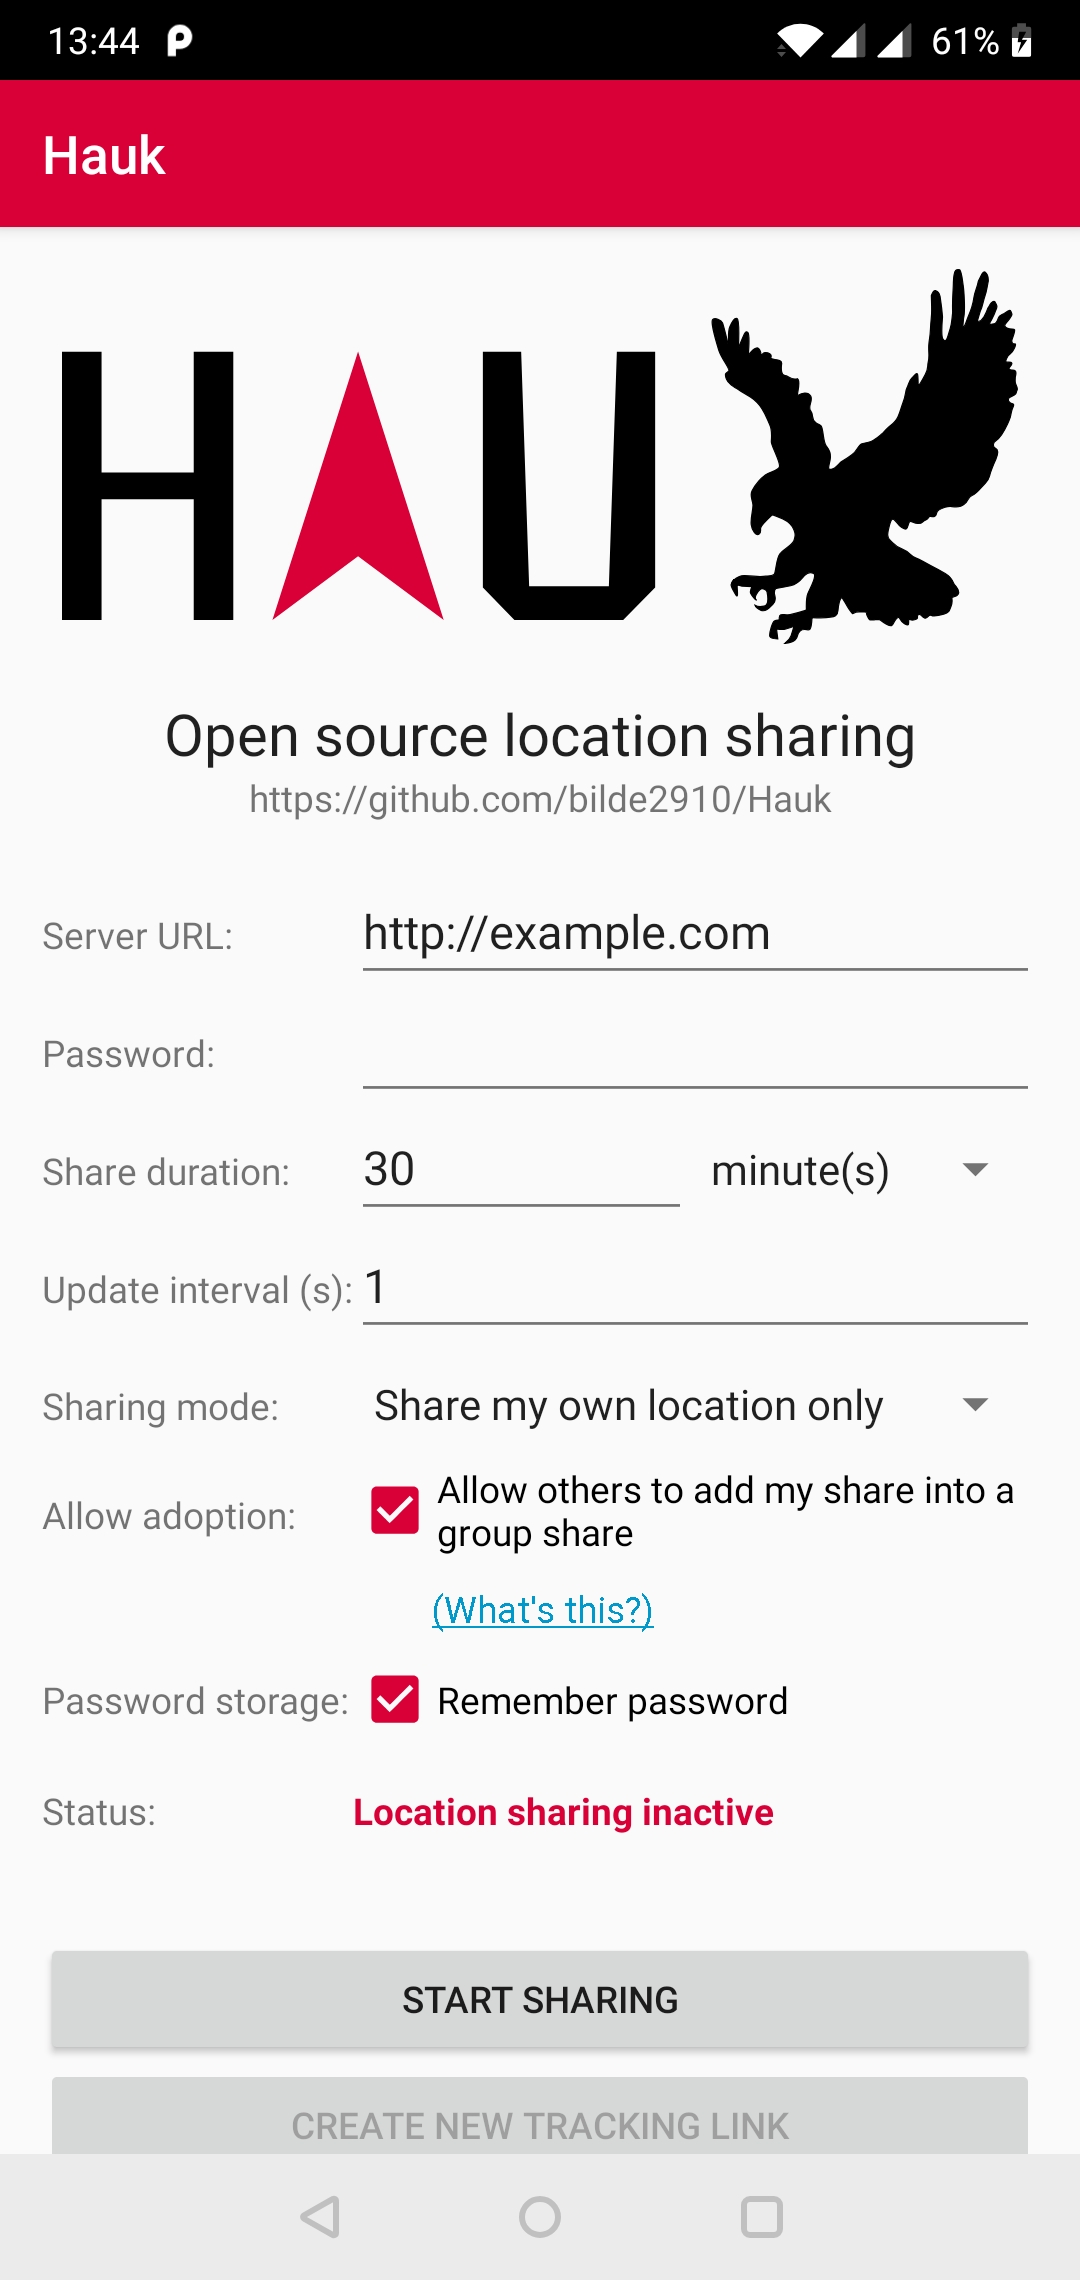 13:44
61%
Hauk
HAU
Open source location sharing
https://github.com/bilde2910/Hauk
Server URL: http://example.com
Password:
Share duration: 30 minute(s)
Update interval (s): 1
Sharing mode: Share my own location only
Allow adoption: Allow others to add my share into a
group share
(What's this?)
Password storage: Remember password
Status: Location sharing inactive
START SHARING
CREATE NEW TRACKING LINK